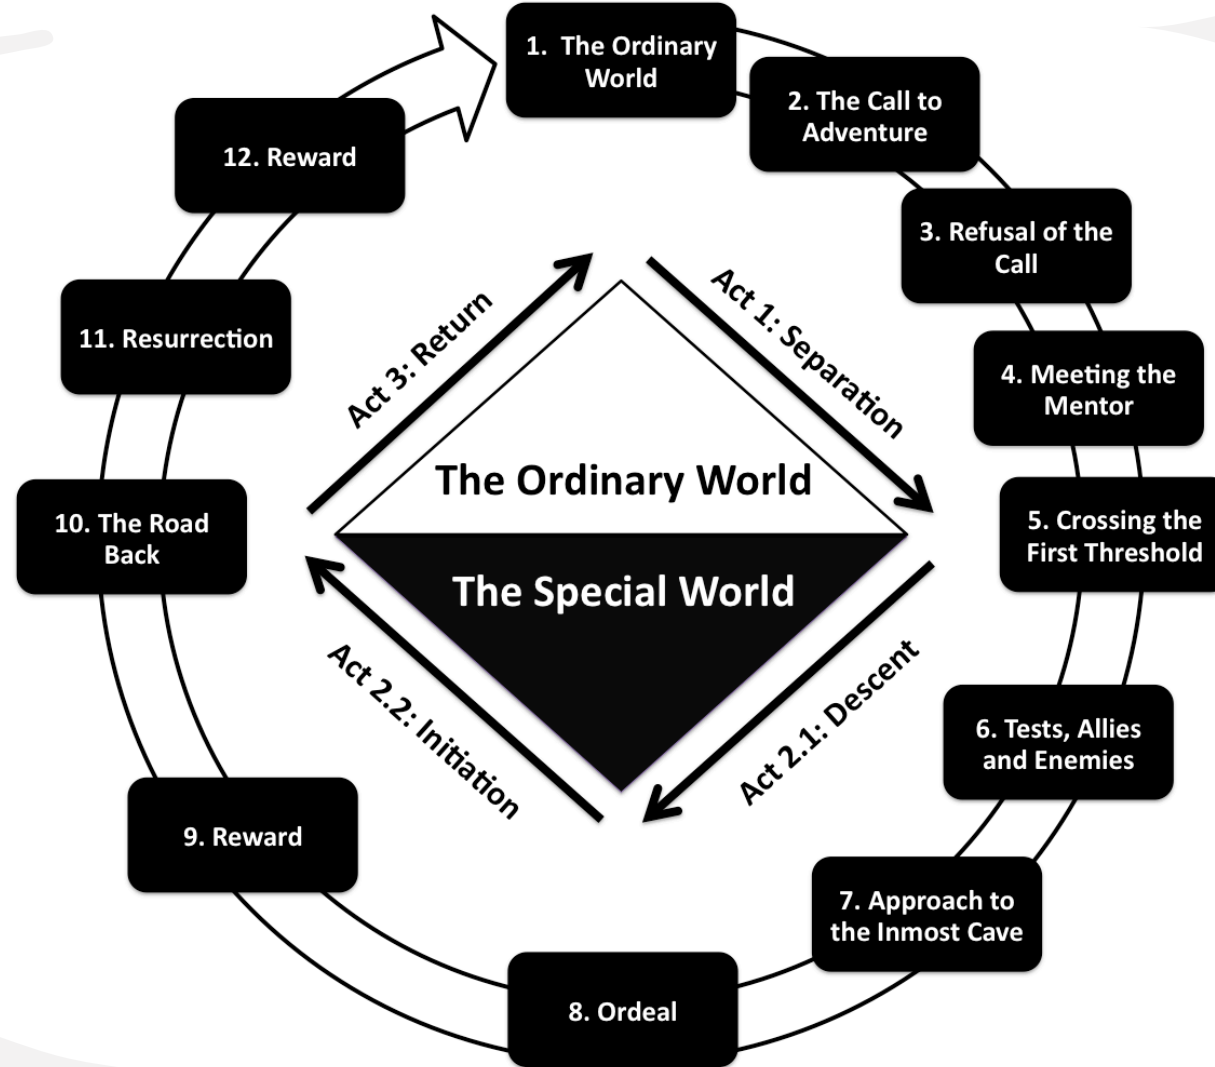 1. The Ordinary
World
2. The Call to
Adventure
3. Refusal of the
Call
4. Meeting the
Mentor
5. Crossing the
First Threshold
6. Tests, Allies
and Enemies
7. Approach to
the Inmost Cave
8. Ordeal
9. Reward
10. The Road
Back
11. Resurrection
12. Reward
Act 1: Separation
Act 2.1: Descent
Act 2.2: Initiation
Act 3: Return
The Ordinary World
The Special World